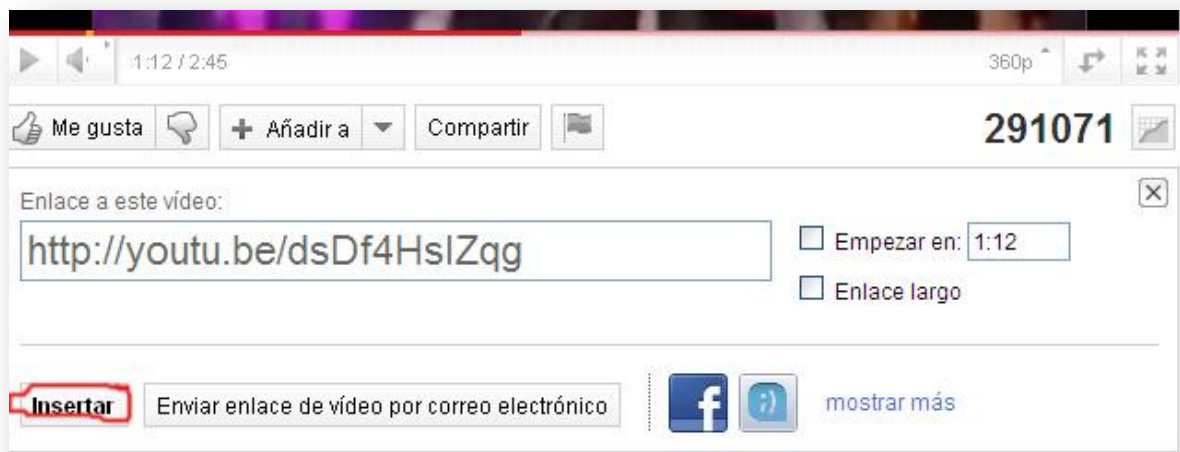 1:12 / 2:45
360p
Me gusta
Añadir a
Compartir
291071
Enlace a este vídeo:
http://youtu.be/dsDf4HsIZqg
Empezar en: 1:12
Enlace largo
Insertar
Enviar enlace de vídeo por correo electrónico
f
;)
mostrar más